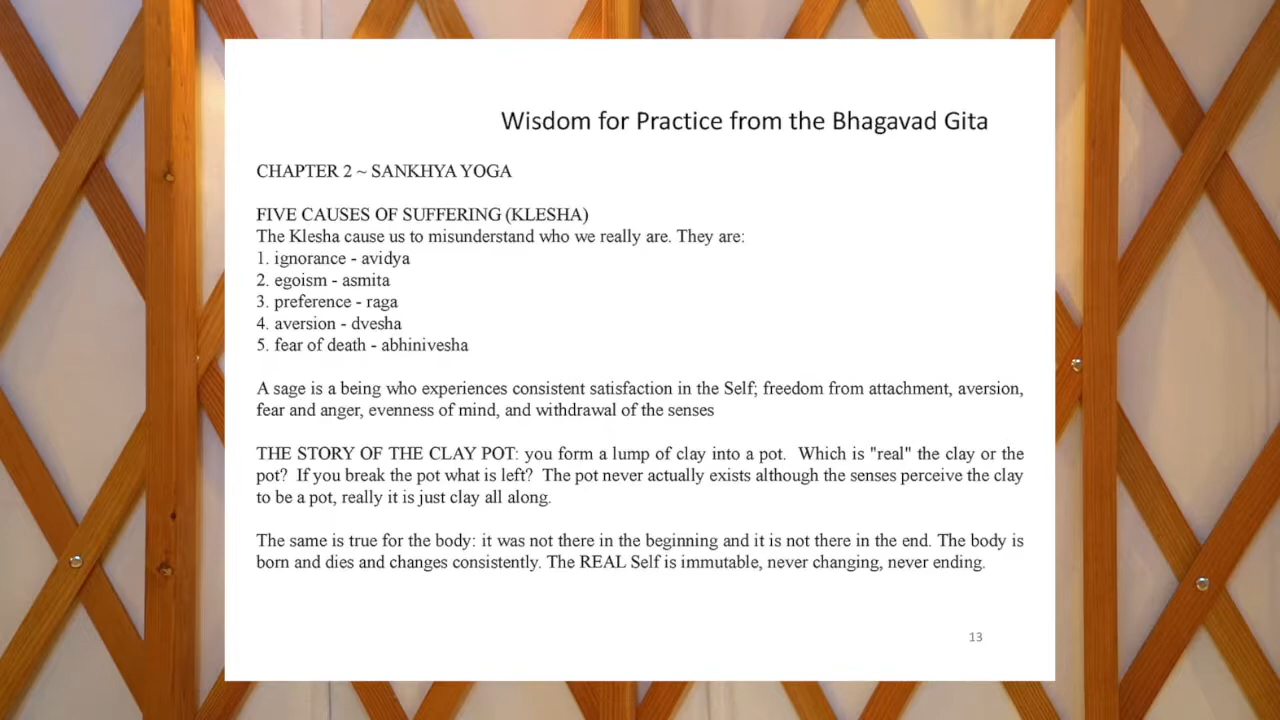 Wisdom for Practice from the Bhagavad Gita
CHAPTER 2 ~ SANKHYA YOGA
FIVE CAUSES OF SUFFERING (KLESHA)
The Klesha cause us to misunderstand who we really are. They are:
1. ignorance - avidya
2. egoism - asmita
3. preference - raga
4. aversion - dvesha
5. fear of death - abhinivesha
A sage is a being who experiences consistent satisfaction in the Self; freedom from attachment, aversion,
fear and anger, evenness of mind, and withdrawal of the senses
THE STORY OF THE CLAY POT: you form a lump of clay into a pot. Which is "real" the clay or the
pot? If you break the pot what is left? The pot never actually exists although the senses perceive the clay
to be a pot, really it is just clay all along.
The same is true for the body: it was not there in the beginning and it is not there in the end. The body is
born and dies and changes consistently. The REAL Self is immutable, never changing, never ending.
13